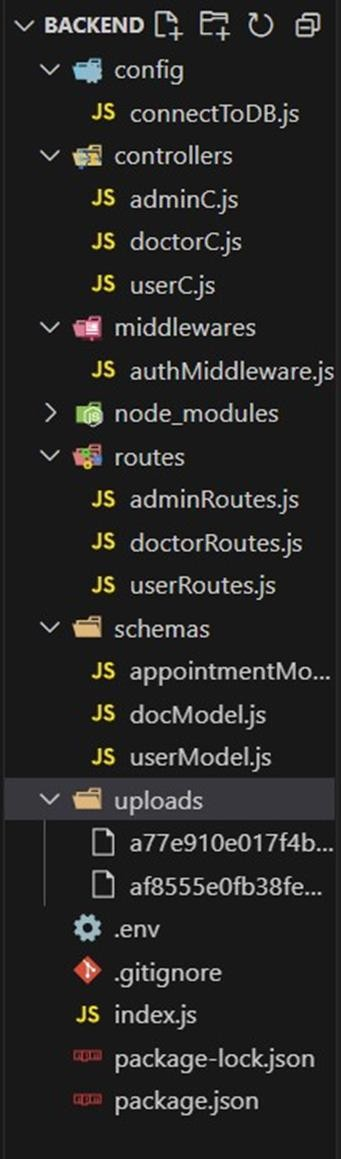 BACKEND
config
JS connectToDB.js
controllers
JS adminC.js
JS doctorC.js
JS userC.js
middlewares
JS authMiddleware.js
node_modules
routes
JS adminRoutes.js
JS doctorRoutes.js
JS userRoutes.js
schemas
JS appointmentMo...
JS docModel.js
JS userModel.js
uploads
a77e910e017f4b...
af8555e0fb38fe...
.env
.gitignore
JS index.js
package-lock.json
package.json